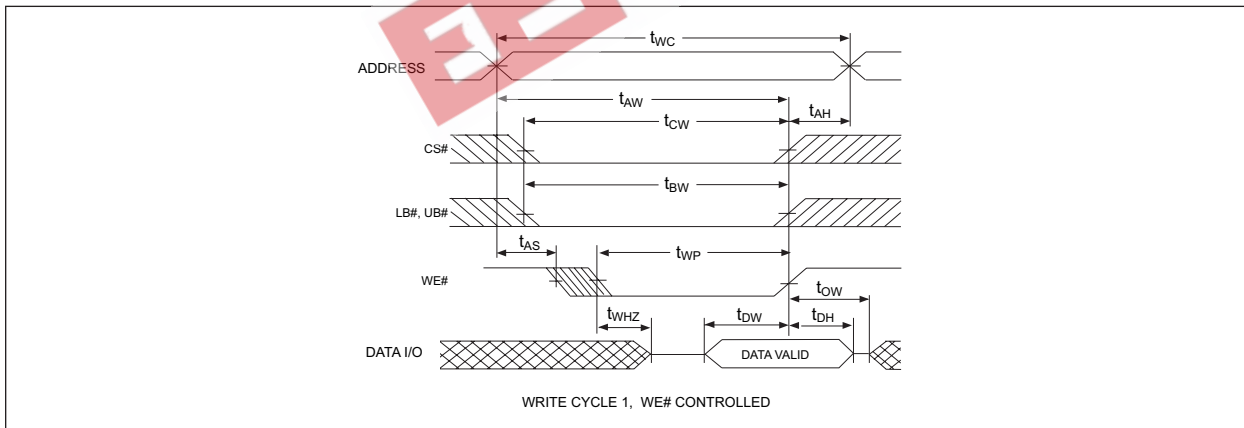 tWC
ADDRESS
tAW
tAH
tCW
CS#
tBW
LB#, UB#
tAS
tWP
WE#
tOW
tWHZ
tDW
tDH
DATA I/O
DATA VALID
WRITE CYCLE 1, WE# CONTROLLED